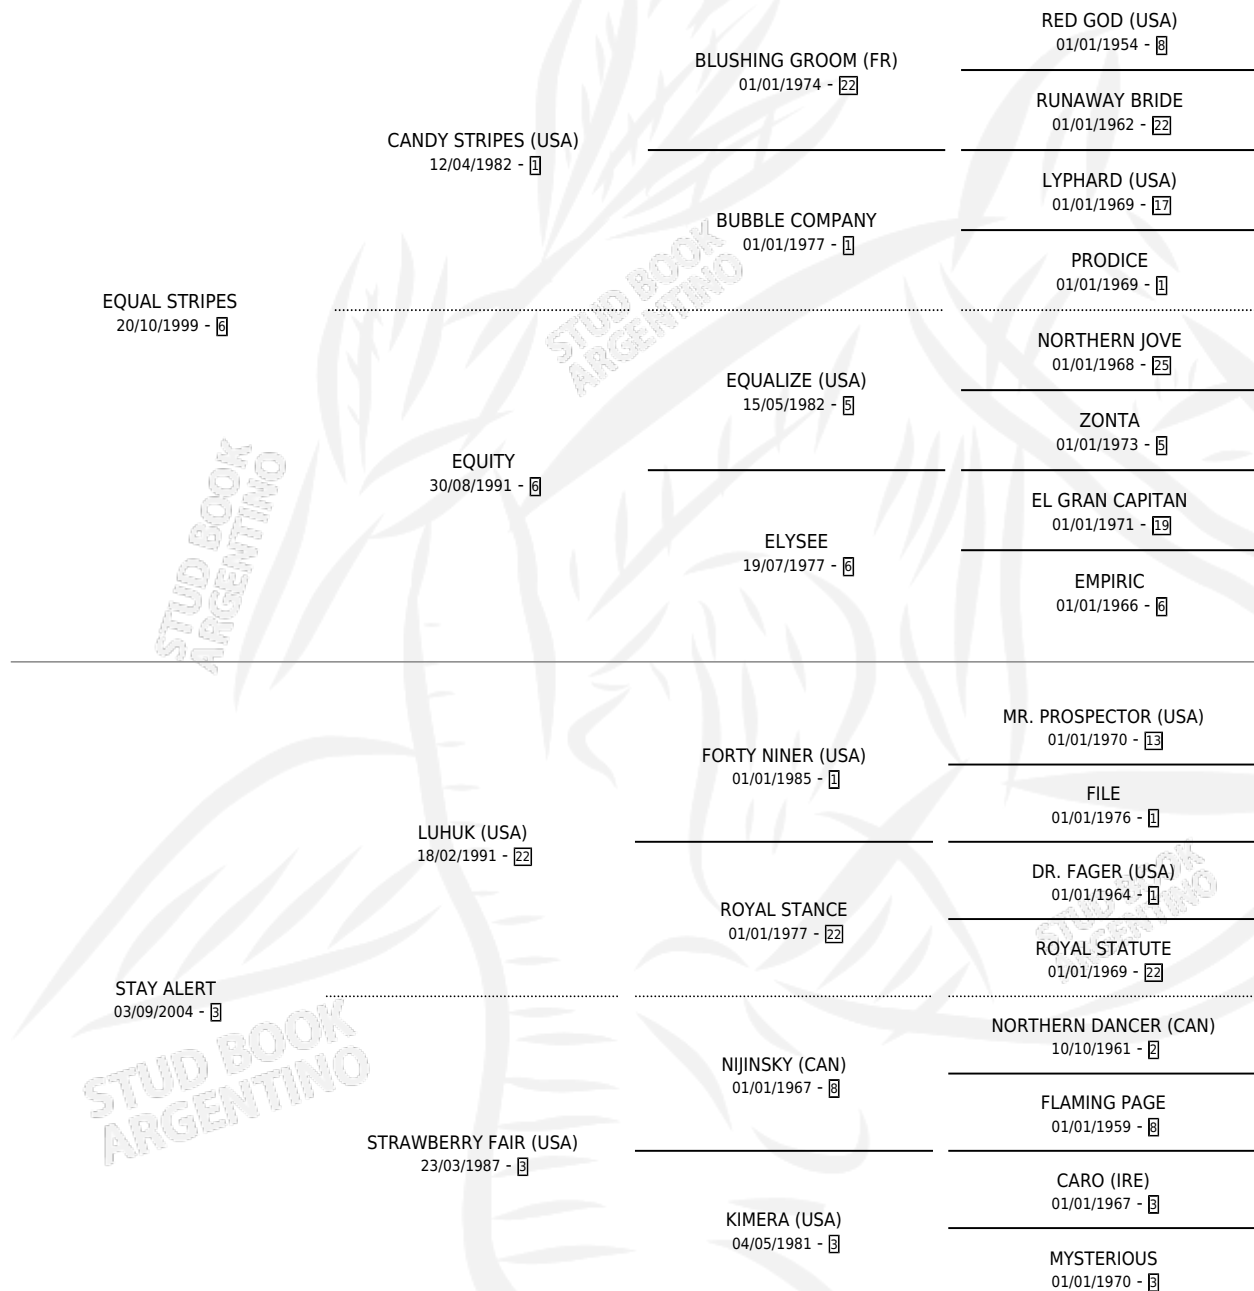 RED GOD (USA)
01/01/1954 - 8
BLUSHING GROOM (FR)
01/01/1974 - 22
RUNAWAY BRIDE
01/01/1962 - 22
CANDY STRIPES (USA)
12/04/1982 - 1
LYPHARD (USA)
01/01/1969 - 17
BUBBLE COMPANY
01/01/1977 - 1
PRODICE
01/01/1969 - 1
EQUAL STRIPES
20/10/1999 - 6
STUD BOOK
ARGENTINO
NORTHERN JOVE
01/01/1968 - 25
EQUALIZE (USA)
15/05/1982 - 5
ZONTA
01/01/1973 - 5
EQUITY
30/08/1991 - 6
EL GRAN CAPITAN
01/01/1971 - 19
ELYSEE
19/07/1977 - 6
EMPIRIC
01/01/1966 - 6
STUD BOOK
ARGENTINO
MR. PROSPECTOR (USA)
01/01/1970 - 13
FORTY NINER (USA)
01/01/1985 - 1
FILE
01/01/1976 - 1
LUHUK (USA)
18/02/1991 - 22
DR. FAGER (USA)
01/01/1964 - 1
STUD BOOK
ARGENTINO
ROYAL STANCE
01/01/1977 - 22
ROYAL STATUTE
01/01/1969 - 22
STAY ALERT
03/09/2004 - 3
STUD BOOK
ARGENTINO
NORTHERN DANCER (CAN)
10/10/1961 - 2
NIJINSKY (CAN)
01/01/1967 - 8
FLAMING PAGE
01/01/1959 - 8
STRAWBERRY FAIR (USA)
23/03/1987 - 3
CARO (IRE)
01/01/1967 - 3
KIMERA (USA)
04/05/1981 - 3
MYSTERIOUS
01/01/1970 - 3